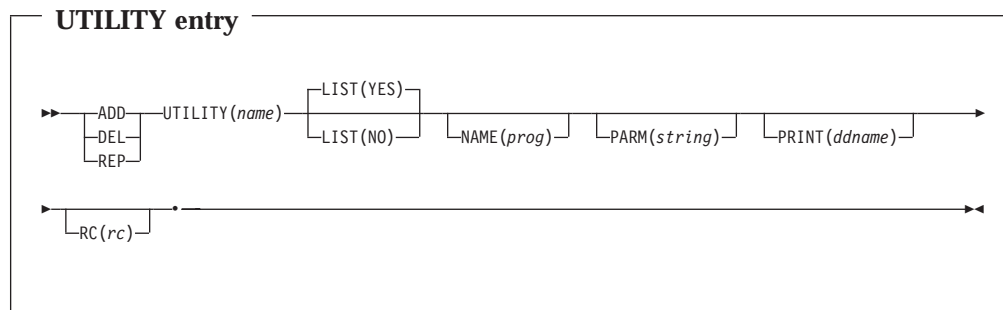 UTILITY entry
LIST(YES)
ADD UTILITY(name) LIST(NO) NAME(prog) PARM(string) PRINT(ddname)
DEL
REP
.
RC(rc)